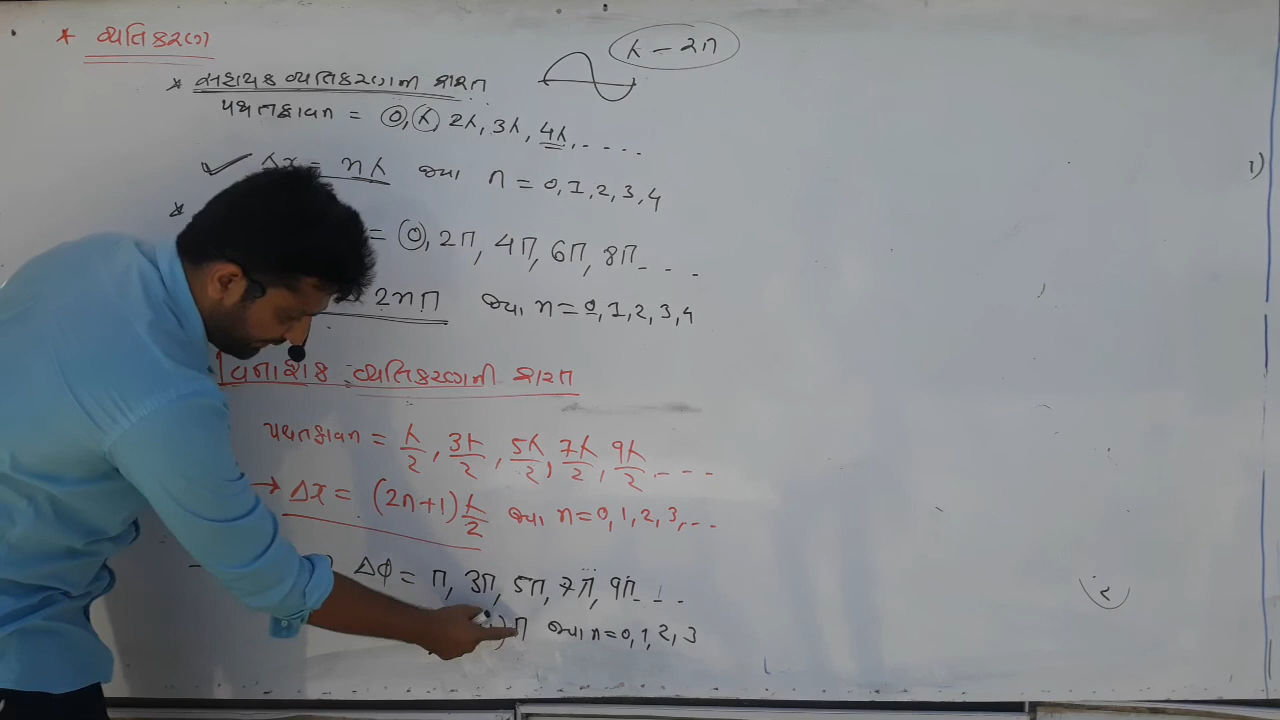 * વ્યતિકરણ
λ – 2π
* સહાયક વ્યતિકરણની શરત
પથતફાવત = 0, λ, 2λ, 3λ, 4λ, ....
✓ Δx = nλ જ્યા n = 0, 1, 2, 3, 4
*
= 0, 2π, 4π, 6π, 8π ...
2nπ જ્યા n = 0, 1, 2, 3, 4
વિનાશક વ્યતિકરણની શરત
પથતફાવત = λ/2, 3λ/2, 5λ/2, 7λ/2, 9λ/2, ...
→ Δx = (2n+1) λ/2 જ્યા n = 0, 1, 2, 3, ...
Δφ = π, 3π, 5π, 7π, 9π ...
) π જ્યા n = 0, 1, 2, 3
1)